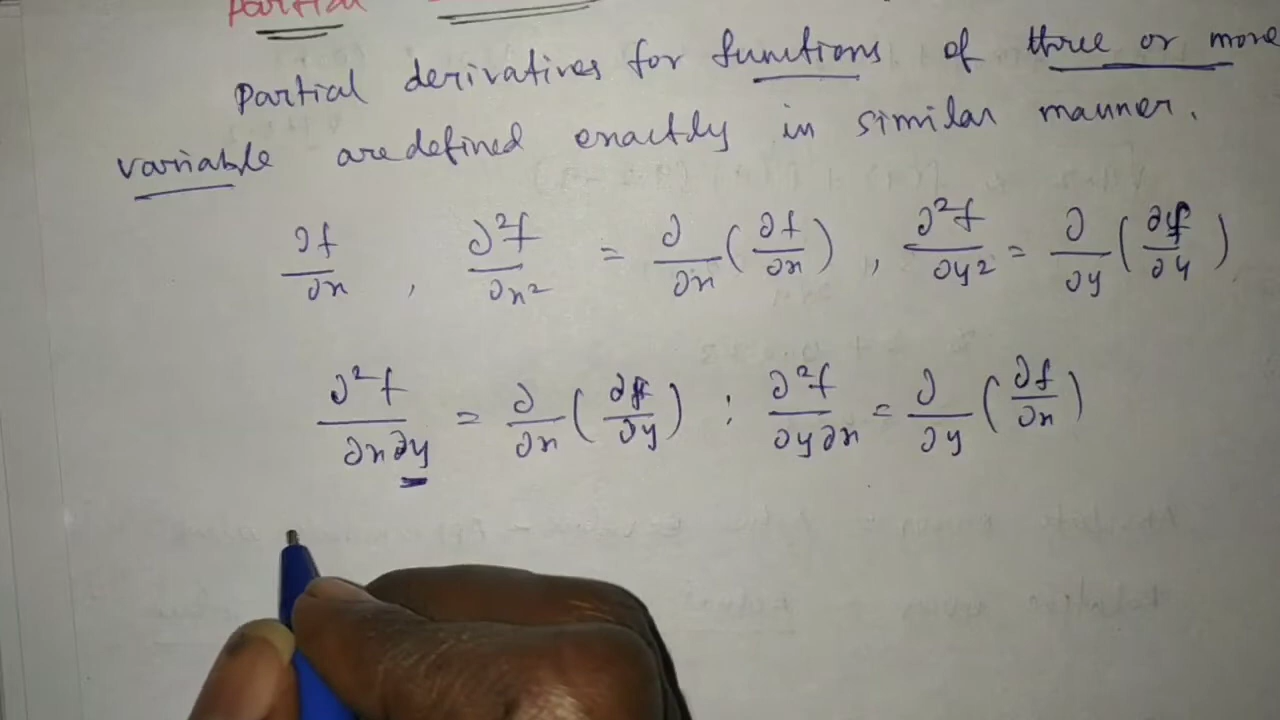 Partial
Partial derivatives for functions of three or more
variable are defined exactly in similar manner.
∂f/∂x , ∂²f/∂x² = ∂/∂x (∂f/∂x) , ∂²f/∂y² = ∂/∂y (∂f/∂y)
∂²f/∂x∂y = ∂/∂x (∂f/∂y) : ∂²f/∂y∂x = ∂/∂y (∂f/∂x)